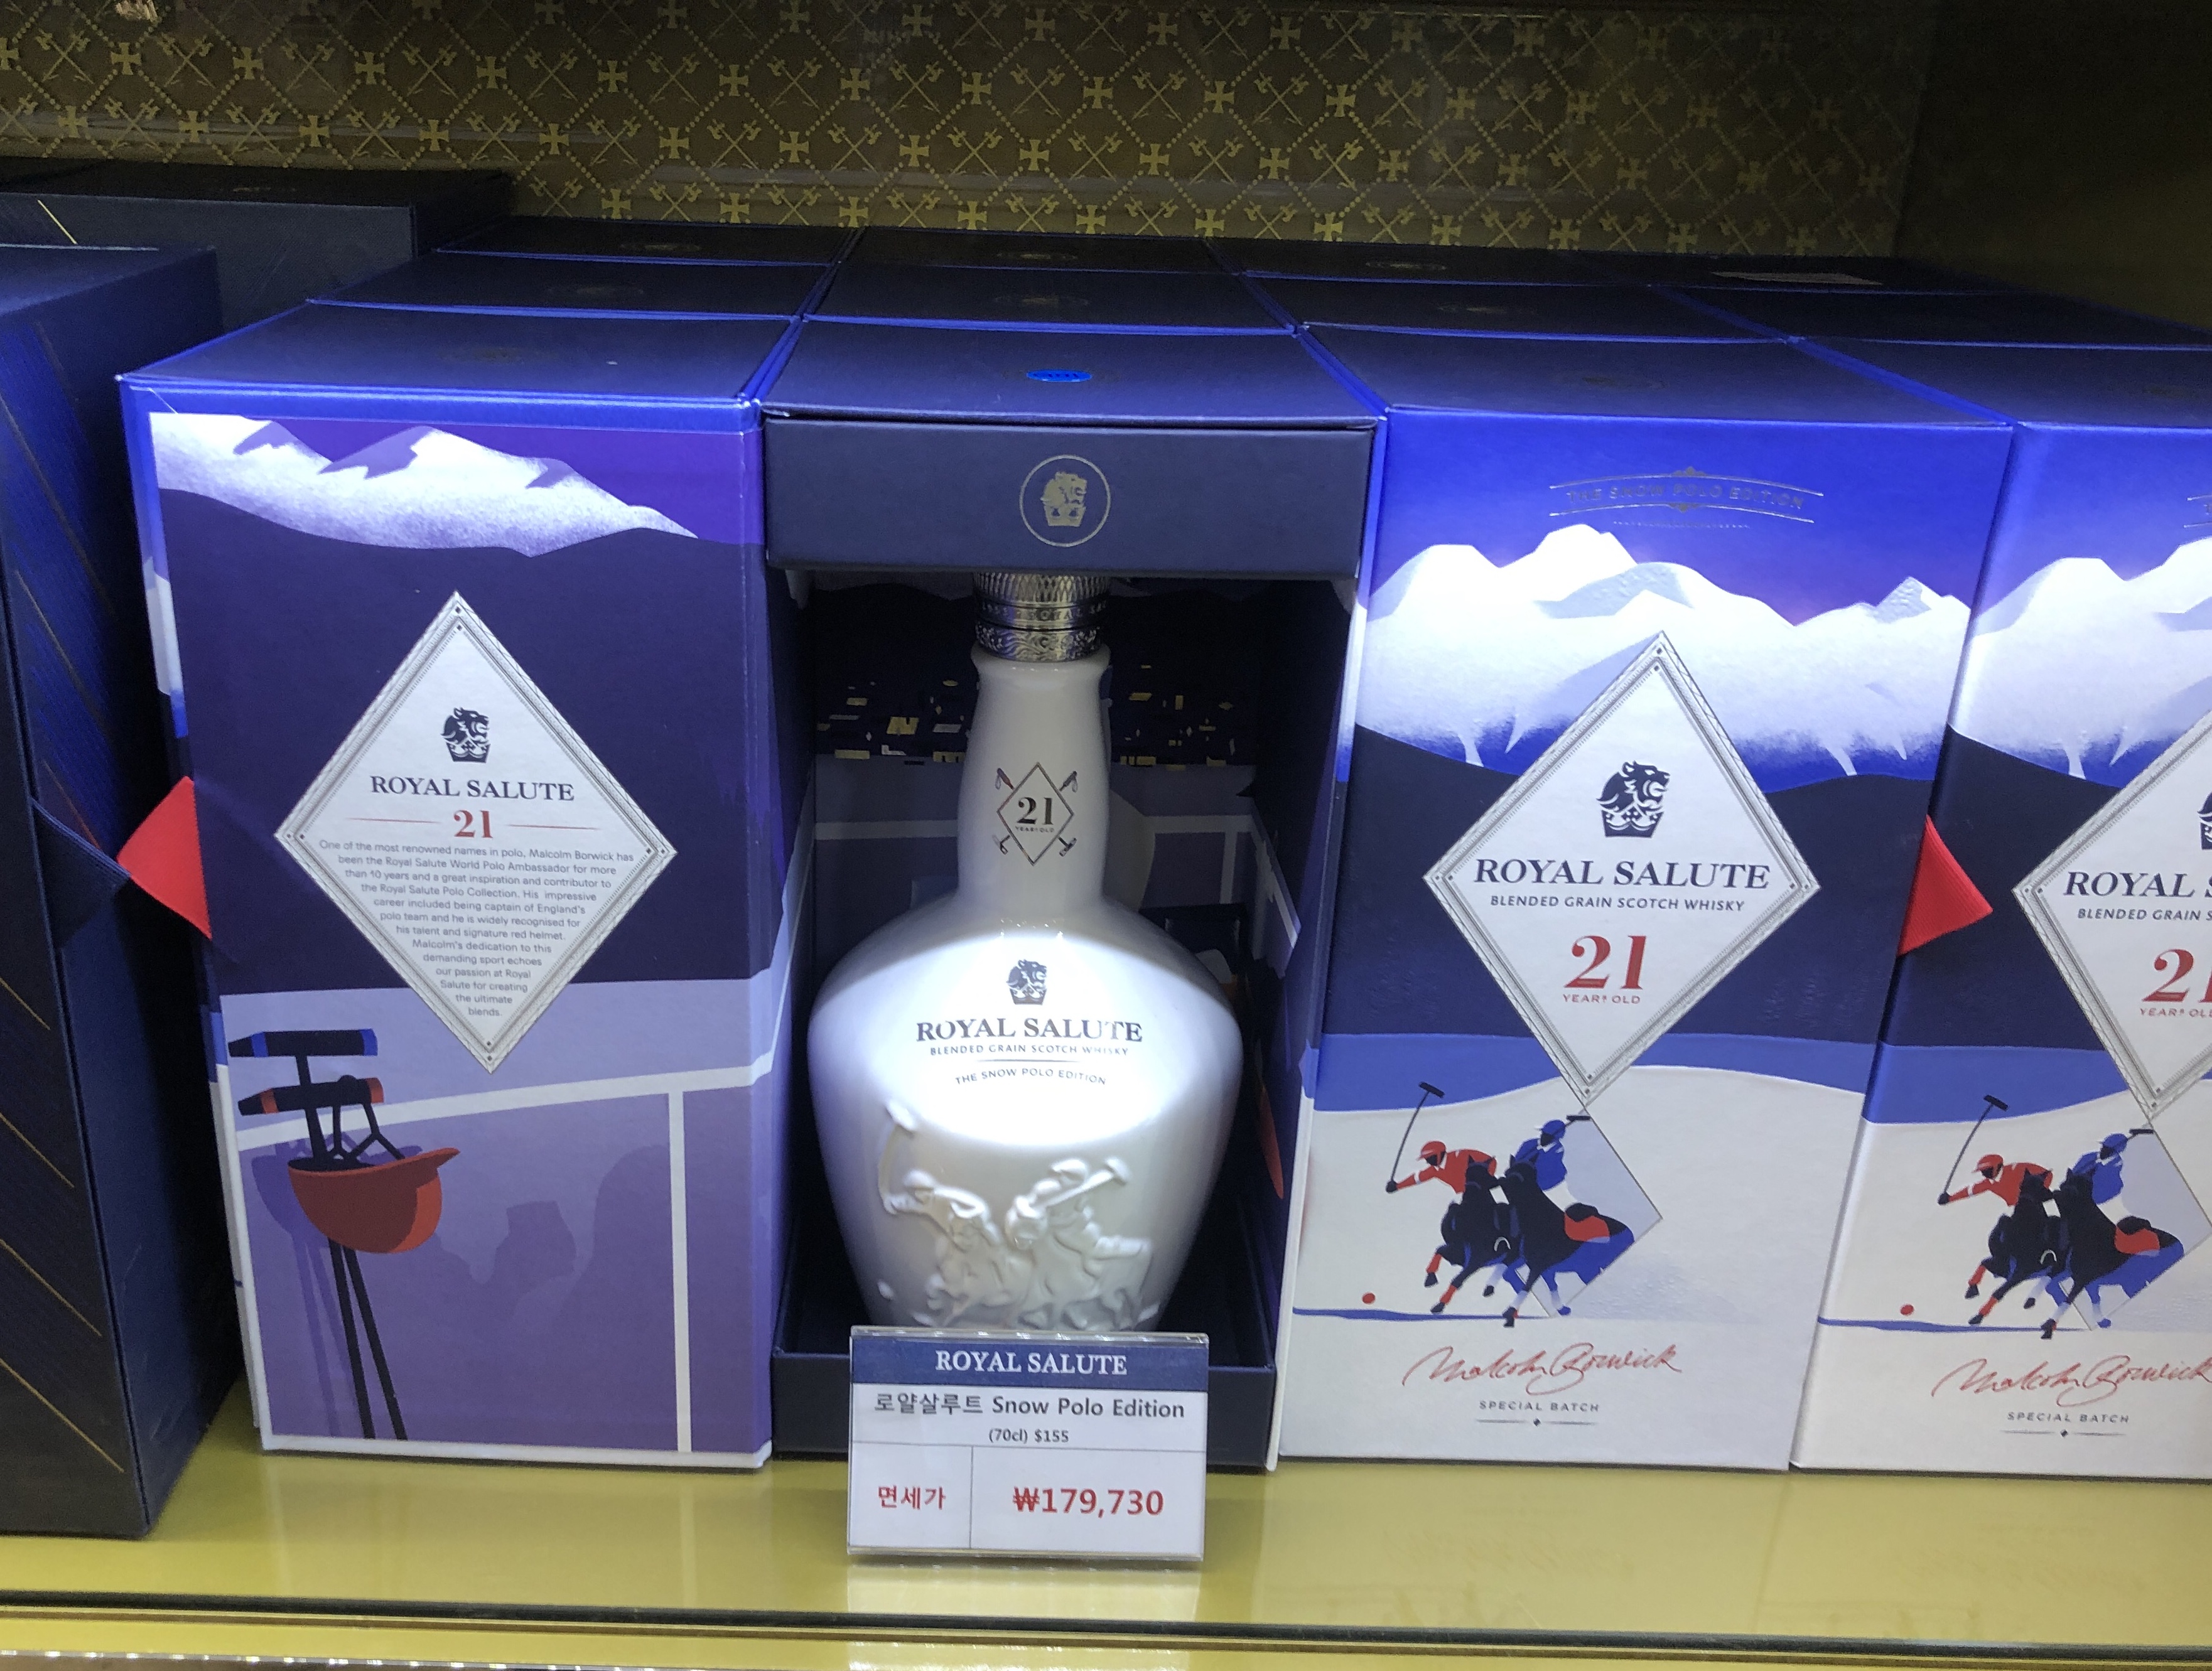 ROYAL SALUTE
21
One of the most renowned names in polo, Malcolm Borwick has
been the Royal Salute World Polo Ambassador for more
than 10 years and a great inspiration and contributor to
the Royal Salute Polo Collection. His impressive
career included being captain of England's
polo team and he is widely recognised for
his talent and signature red helmet.
Malcolm's dedication to this
demanding sport echoes
our passion at Royal
Salute for creating
the ultimate
blends.
21
YEARS OLD
ROYAL SALUTE
BLENDED GRAIN SCOTCH WHISKY
THE SNOW POLO EDITION
ROYAL SALUTE
로얄살루트 Snow Polo Edition
(70cl) $155
면세가
₩179,730
THE SNOW POLO EDITION
ROYAL SALUTE
BLENDED GRAIN SCOTCH WHISKY
21
YEARS OLD
Malcolm Borwick
SPECIAL BATCH
ROYAL
BLENDED GRAIN
21
YEARS
Malcolm Borwick
SPECIAL BATCH